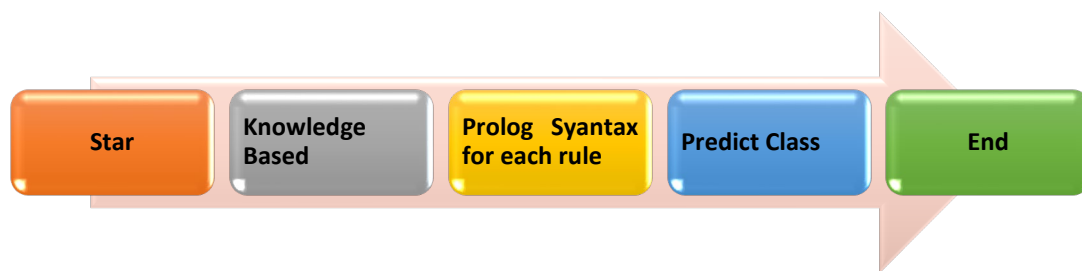 Star
Knowledge
Based
Prolog Syantax
for each rule
Predict Class
End